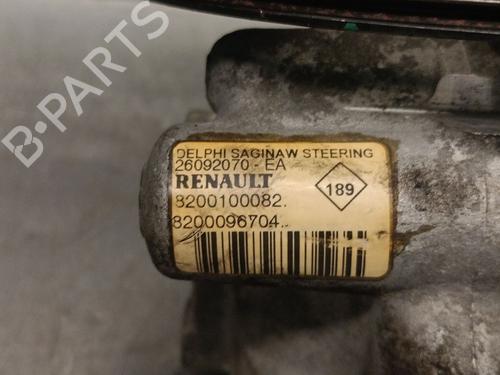 DELPHI SAGINAW STEERING
26092070-EA
RENAULT
189
8200100082.
8200096704..
B-PARTS